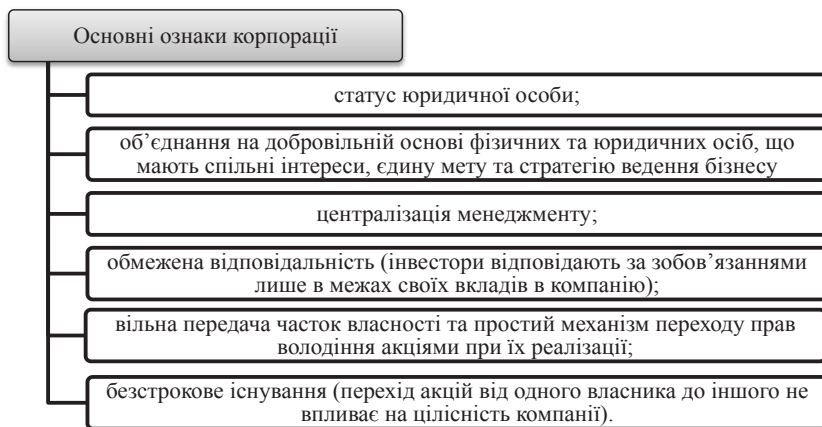 Основні ознаки корпорації
статус юридичної особи;
об’єднання на добровільній основі фізичних та юридичних осіб, що
мають спільні інтереси, єдину мету та стратегію ведення бізнесу
централізація менеджменту;
обмежена відповідальність (інвестори відповідають за зобов’язаннями
лише в межах своїх вкладів в компанію);
вільна передача часток власності та простий механізм переходу прав
володіння акціями при їх реалізації;
безстрокове існування (перехід акцій від одного власника до іншого не
впливає на цілісність компанії).